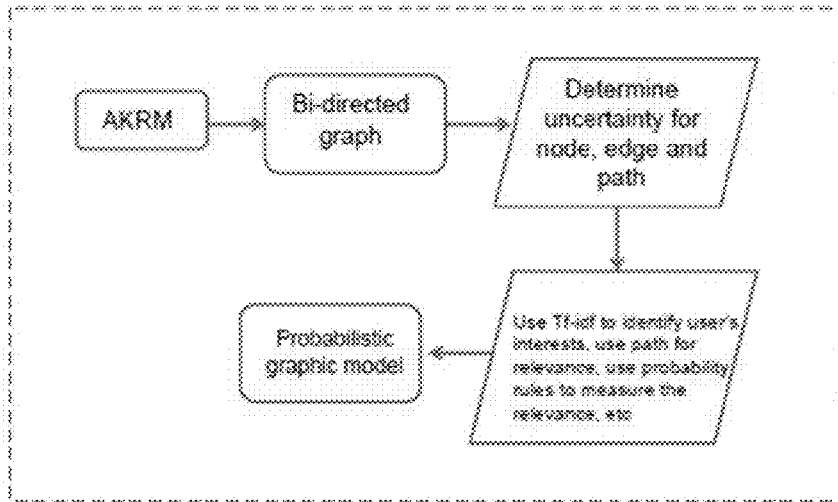 AKRM
Bi-directed
graph
Determine
uncertainty for
node, edge and
path
Use Tf-idf to identify user's
interests, use path for
relevance, use probability
rules to measure the
relevance, etc
Probabilistic
graphic model